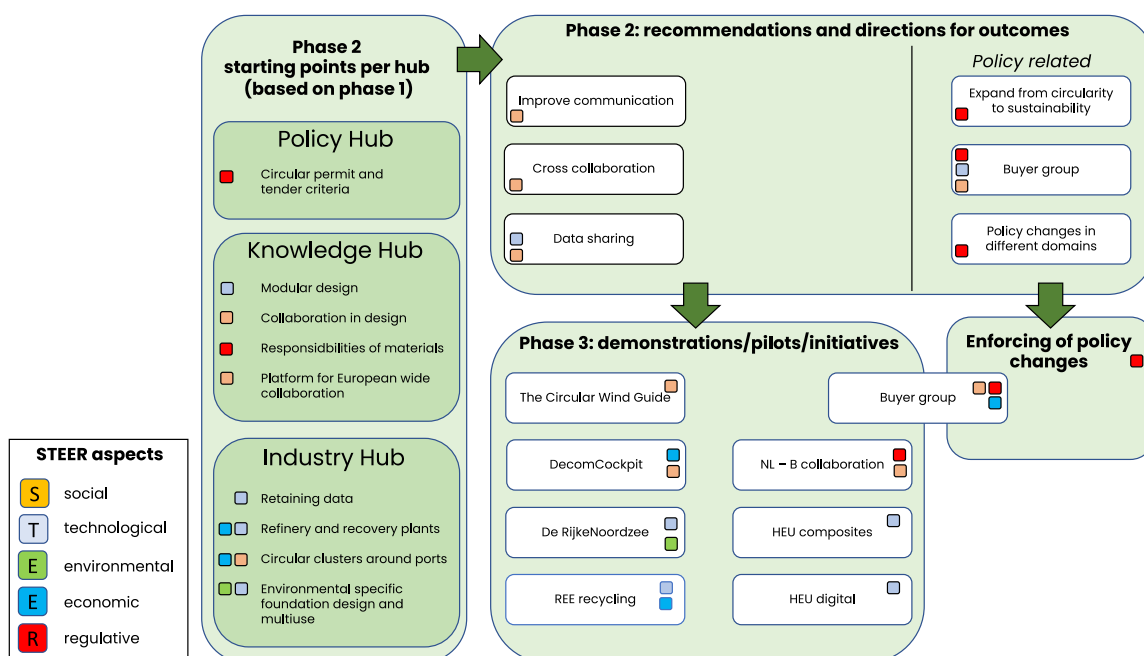 Phase 2
starting points per hub
(based on phase 1)
Policy Hub
Circular permit and
tender criteria
Knowledge Hub
Modular design
Collaboration in design
Responsidbilities of materials
Platform for European wide
collaboration
Industry Hub
Retaining data
Refinery and recovery plants
Circular clusters around ports
Environmental specific
foundation design and
multiuse
Phase 2: recommendations and directions for outcomes
Improve communication
Cross collaboration
Data sharing
Policy related
Expand from circularity
to sustainability
Buyer group
Policy changes in
different domains
Phase 3: demonstrations/pilots/initiatives
The Circular Wind Guide
DecomCockpit
De RijkeNoordzee
REE recycling
Buyer group
NL – B collaboration
HEU composites
HEU digital
Enforcing of policy
changes
STEER aspects
S social
T technological
E environmental
E economic
R regulative